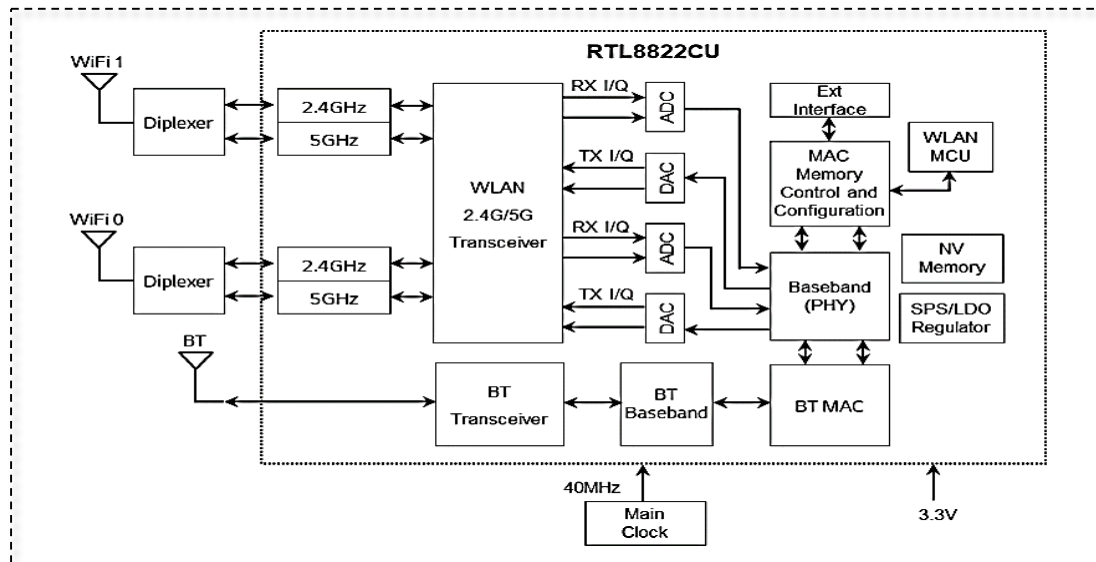 RTL8822CU
WiFi 1
Diplexer
2.4GHz
5GHz
WiFi 0
Diplexer
2.4GHz
5GHz
BT
WLAN
2.4G/5G
Transceiver
RX I/Q
ADC
TX I/Q
DAC
RX I/Q
ADC
TX I/Q
DAC
Ext
Interface
WLAN
MCU
MAC
Memory
Control and
Configuration
NV
Memory
Baseband
(PHY)
SPS/LDO
Regulator
BT
Transceiver
BT
Baseband
BT MAC
40MHz
Main
Clock
3.3V